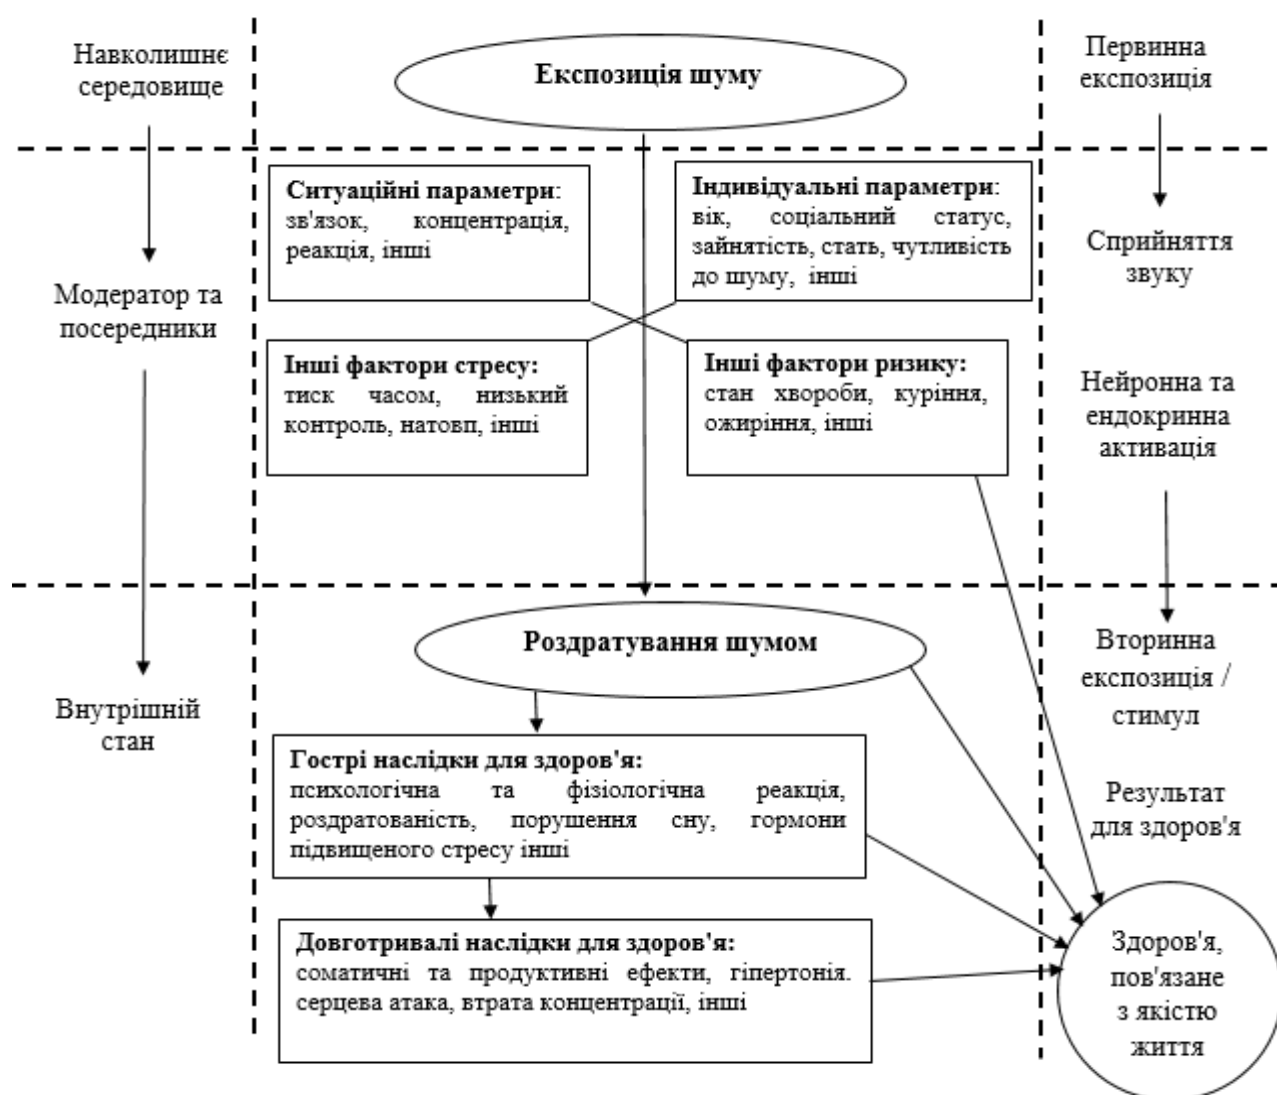 Навколишнє
середовище
Експозиція шуму
Первинна
експозиція
Ситуаційні параметри:
зв'язок, концентрація,
реакція, інші
Індивідуальні параметри:
вік, соціальний статус,
зайнятість, стать, чутливість
до шуму, інші
Сприйняття
звуку
Модератор та
посередники
Інші фактори стресу:
тиск часом, низький
контроль, натовп, інші
Інші фактори ризику:
стан хвороби, куріння,
ожиріння, інші
Нейронна та
ендокринна
активація
Роздратування шумом
Вторинна
експозиція /
стимул
Внутрішній
стан
Гострі наслідки для здоров'я:
психологічна та фізіологічна реакція,
роздратованість, порушення сну, гормони
підвищеного стресу інші
Результат
для здоров'я
Довготривалі наслідки для здоров'я:
соматичні та продуктивні ефекти, гіпертонія.
серцева атака, втрата концентрації, інші
Здоров'я,
пов'язане
з якістю
життя